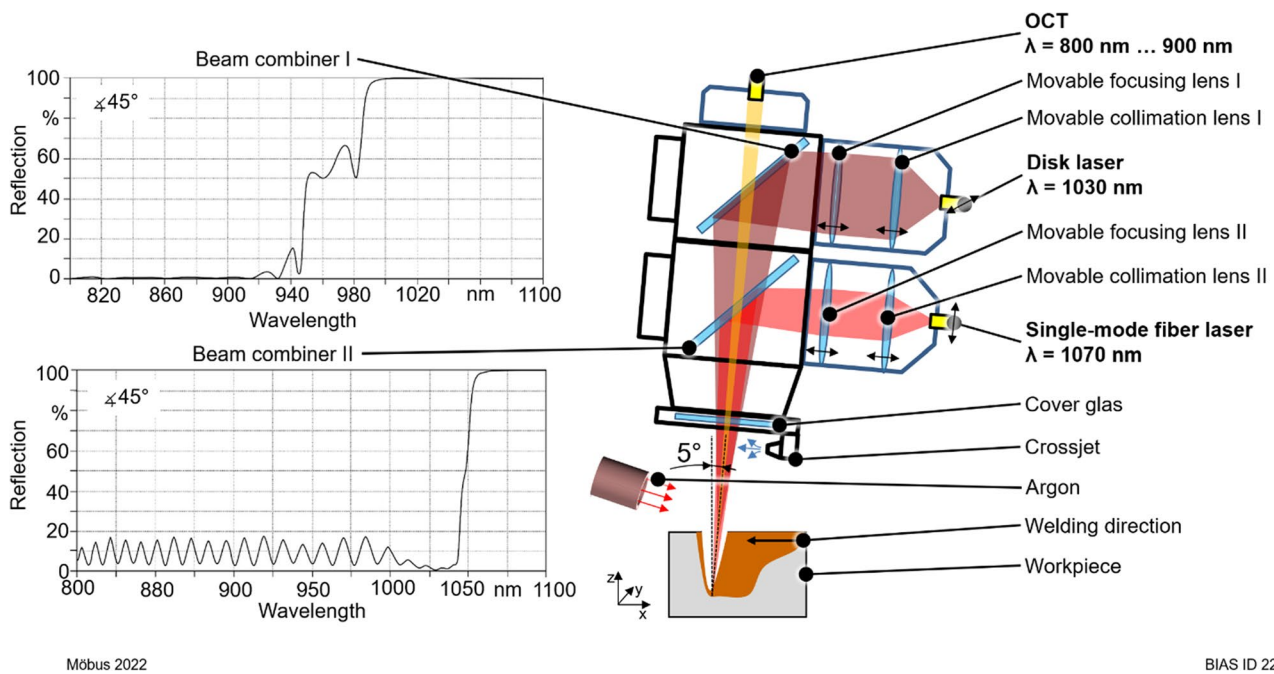 Beam combiner I
∡45°
100
%
60
40
20
0
Reflection
820
860
900
940
980
1020
nm
1100
Wavelength
Beam combiner II
∡45°
100
%
60
40
20
0
Reflection
800
850
900
950
1000
1050
nm
1100
Wavelength
OCT
λ = 800 nm … 900 nm
Movable focusing lens I
Movable collimation lens I
Disk laser
λ = 1030 nm
Movable focusing lens II
Movable collimation lens II
Single-mode fiber laser
λ = 1070 nm
Cover glas
Crossjet
Argon
Welding direction
Workpiece
5°
z
y
x
Möbus 2022
BIAS ID 22